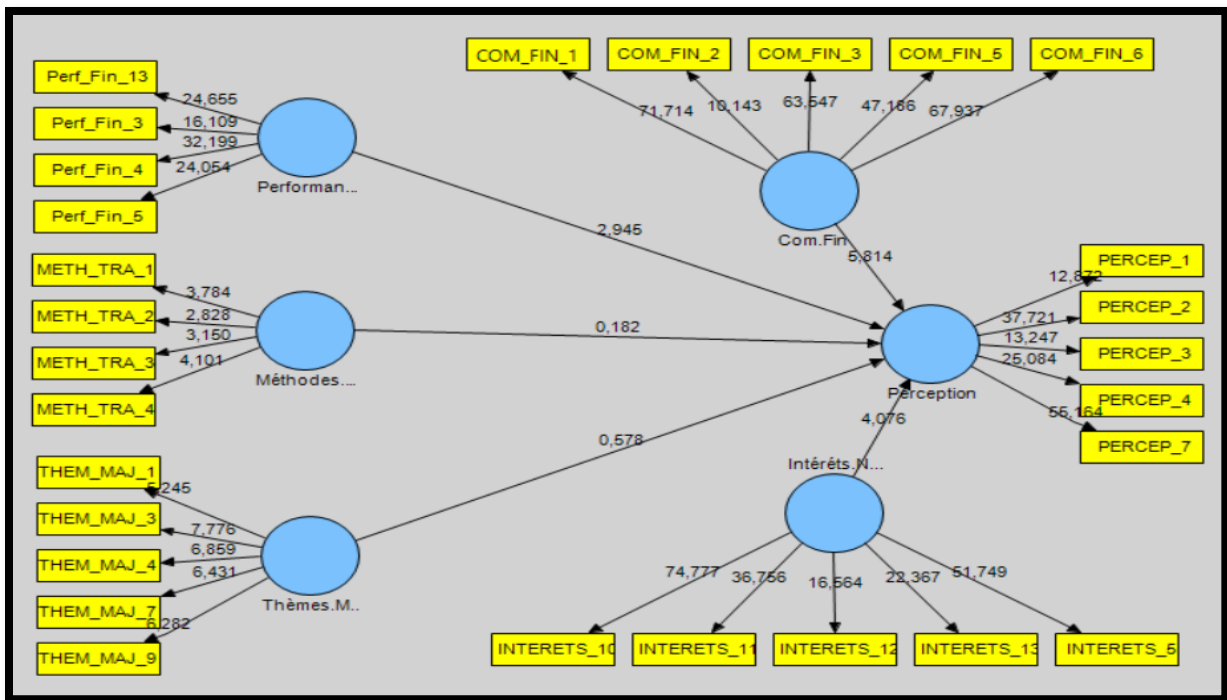 Perf_Fin_13
24,655
Perf_Fin_3
16,109
Perf_Fin_4
32,199
Perf_Fin_5
24,054
Performan...
METH_TRA_1
3,784
METH_TRA_2
2,828
METH_TRA_3
3,150
METH_TRA_4
4,101
Méthodes....
THEM_MAJ_1
5,245
THEM_MAJ_3
7,776
THEM_MAJ_4
6,859
THEM_MAJ_7
6,431
THEM_MAJ_9
6,282
Thèmes.M..
COM_FIN_1
COM_FIN_2
COM_FIN_3
COM_FIN_5
COM_FIN_6
71,714
10,143
63,547
47,186
67,937
Com.Fin
5,814
2,945
0,182
0,578
4,076
Perception
PERCEP_1
12,872
PERCEP_2
37,721
PERCEP_3
13,247
PERCEP_4
25,084
PERCEP_7
55,164
Intéréts.N...
74,777
36,756
16,564
22,367
51,749
INTERETS_10
INTERETS_11
INTERETS_12
INTERETS_13
INTERETS_5